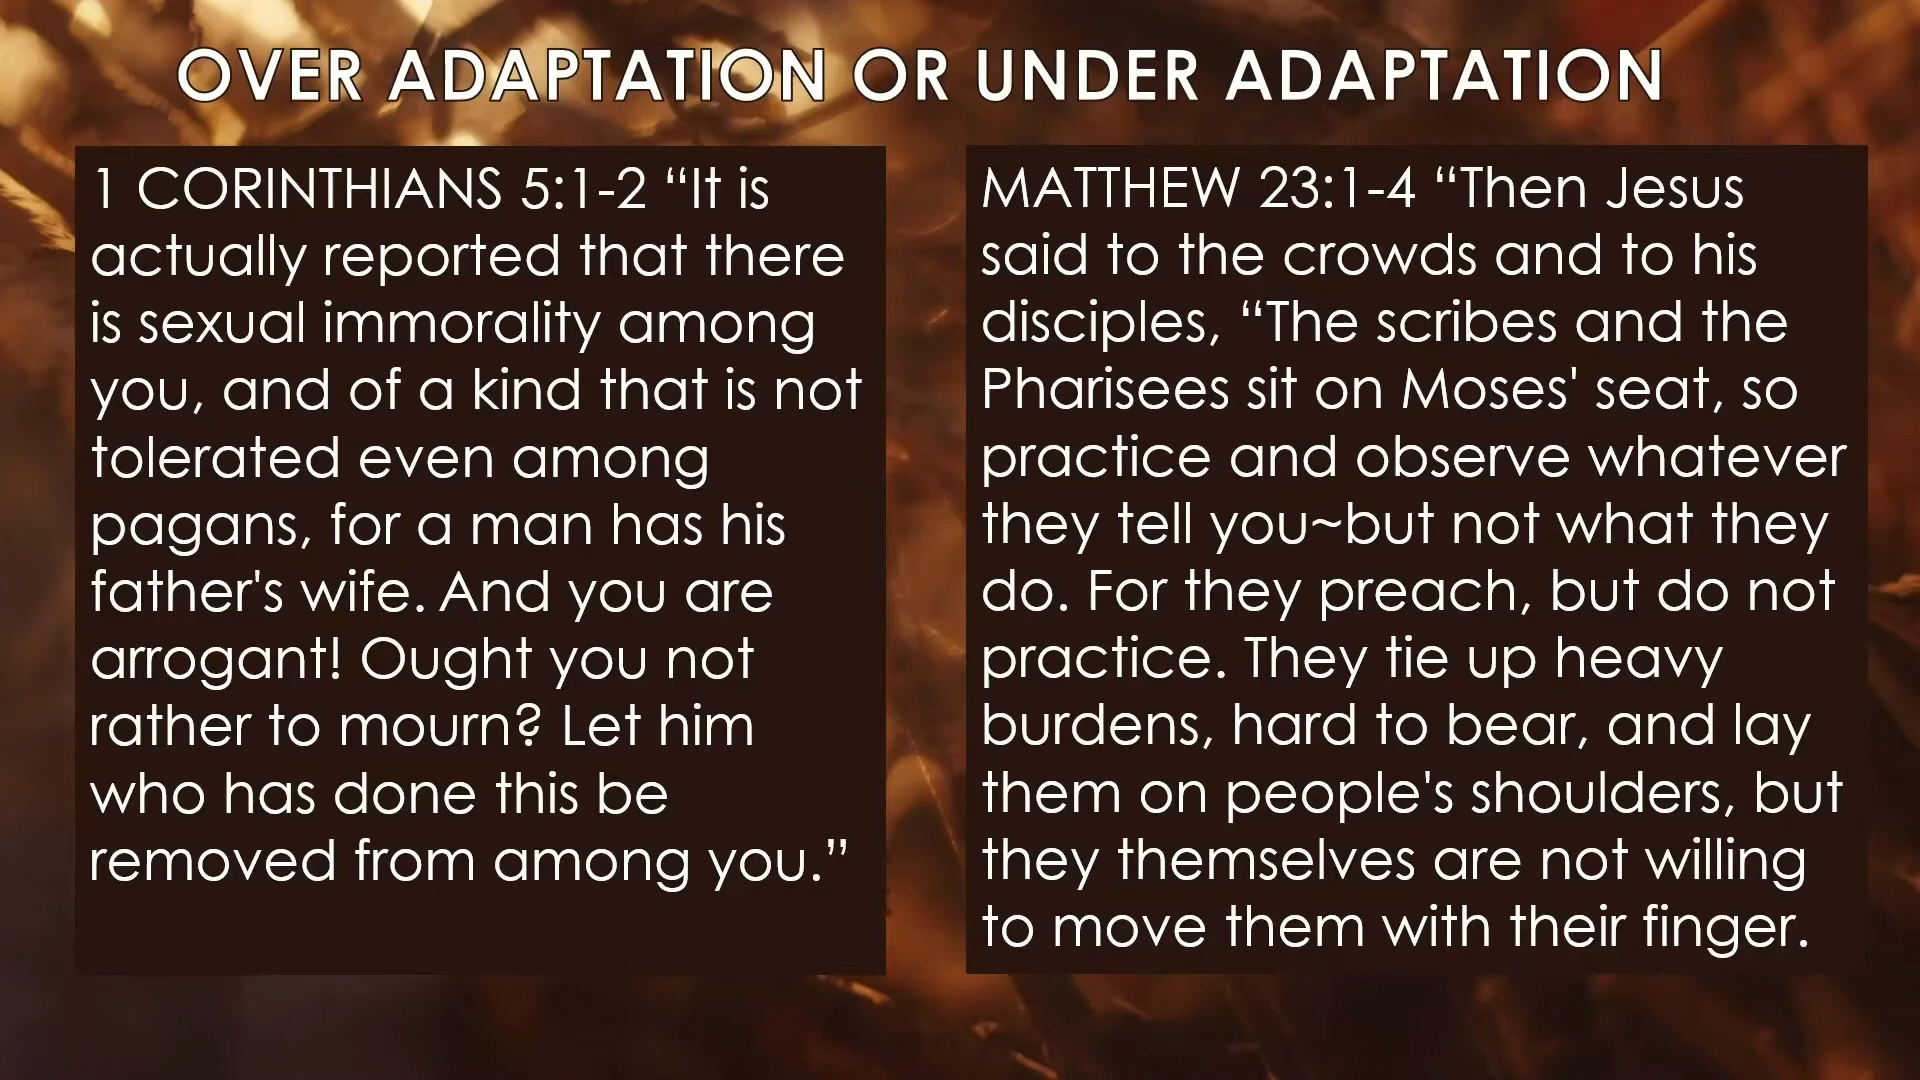 OVER ADAPTATION OR UNDER ADAPTATION
1 CORINTHIANS 5:1-2 “It is
actually reported that there
is sexual immorality among
you, and of a kind that is not
tolerated even among
pagans, for a man has his
father's wife. And you are
arrogant! Ought you not
rather to mourn? Let him
who has done this be
removed from among you.”
MATTHEW 23:1-4 “Then Jesus
said to the crowds and to his
disciples, “The scribes and the
Pharisees sit on Moses' seat, so
practice and observe whatever
they tell you~but not what they
do. For they preach, but do not
practice. They tie up heavy
burdens, hard to bear, and lay
them on people's shoulders, but
they themselves are not willing
to move them with their finger.